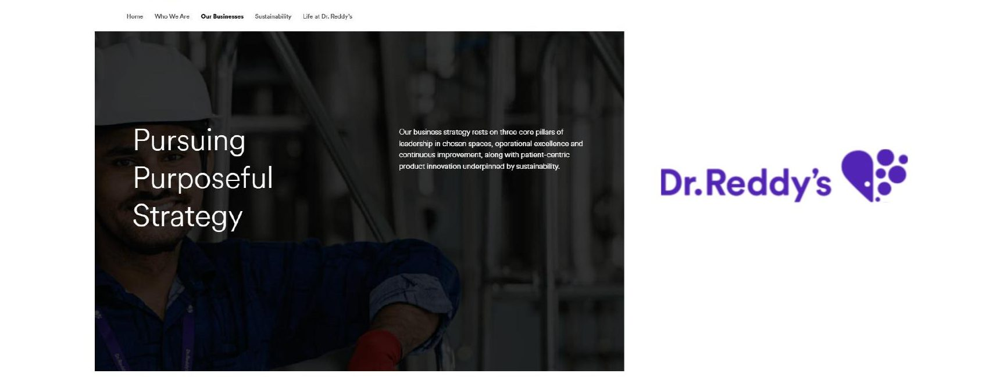 Home Who We Are Our Businesses Sustainability Life at Dr. Reddy's
Pursuing
Purposeful
Strategy
Our business strategy rests on three core pillars of
leadership in chosen spaces, operational excellence and
continuous improvement, along with patient-centric
product innovation underpinned by sustainability.
Dr.Reddy's